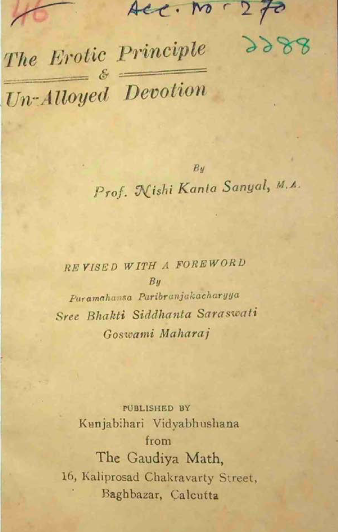 46
Acc. No. 270
2288
The Erotic Principle
&
Un-Alloyed Devotion
By
Prof. Nishi Kanta Sanyal, M.A.
REVISED WITH A FOREWORD
By
Paramahansa Paribranjakacharyya
Sree Bhakti Siddhanta Saraswati
Goswami Maharaj
PUBLISHED BY
Kunjabihari Vidyabhushana
from
The Gaudiya Math,
16, Kaliprosad Chakravarty Street,
Baghbazar, Calcutta